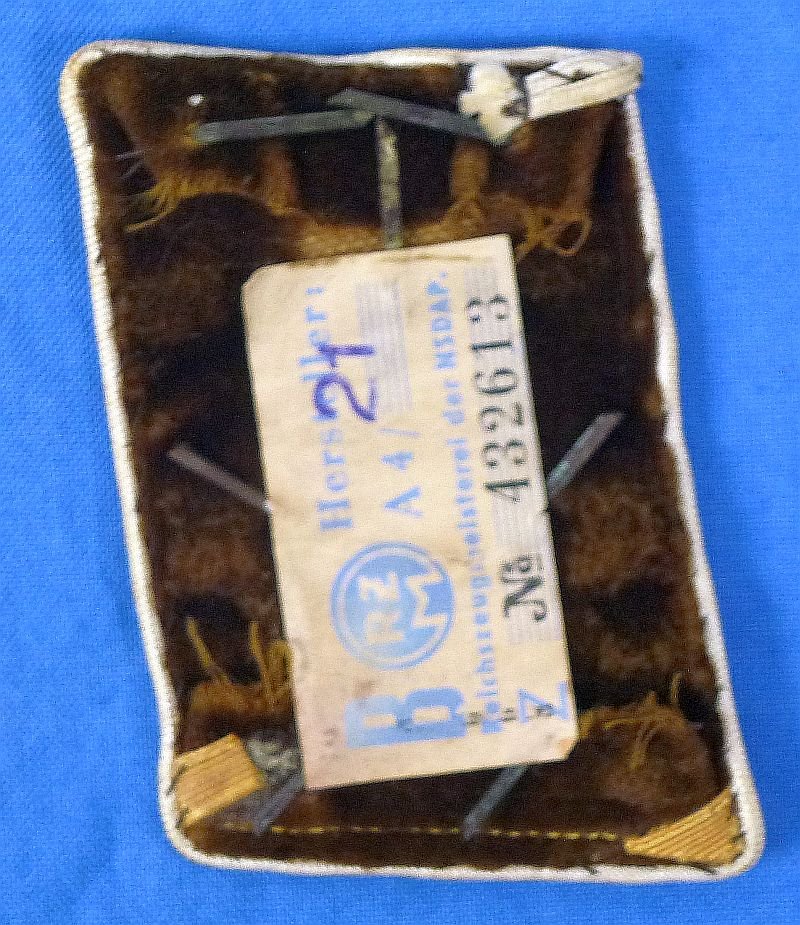 Hersteller:
A 4/ 21
RZM
Reichszeugmeisterei der NSDAP.
№ 432613
B
Z